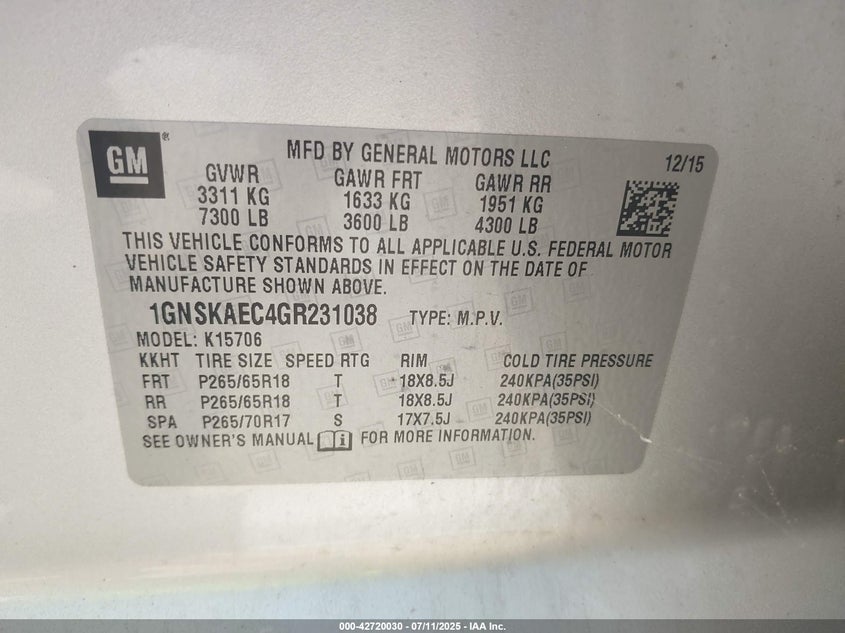 GM
MFD BY GENERAL MOTORS LLC 12/15
GVWR GAWR FRT GAWR RR
3311 KG 1633 KG 1951 KG
7300 LB 3600 LB 4300 LB
THIS VEHICLE CONFORMS TO ALL APPLICABLE U.S. FEDERAL MOTOR
VEHICLE SAFETY STANDARDS IN EFFECT ON THE DATE OF
MANUFACTURE SHOWN ABOVE.
1GNSKAEC4GR231038 TYPE: M.P.V.
MODEL: K15706
KKHT TIRE SIZE SPEED RTG RIM COLD TIRE PRESSURE
FRT P265/65R18 T 18X8.5J 240KPA(35PSI)
RR P265/65R18 T 18X8.5J 240KPA(35PSI)
SPA P265/70R17 S 17X7.5J 240KPA(35PSI)
SEE OWNER'S MANUAL FOR MORE INFORMATION.
000-42720030 - 07/11/2025 - IAA Inc.